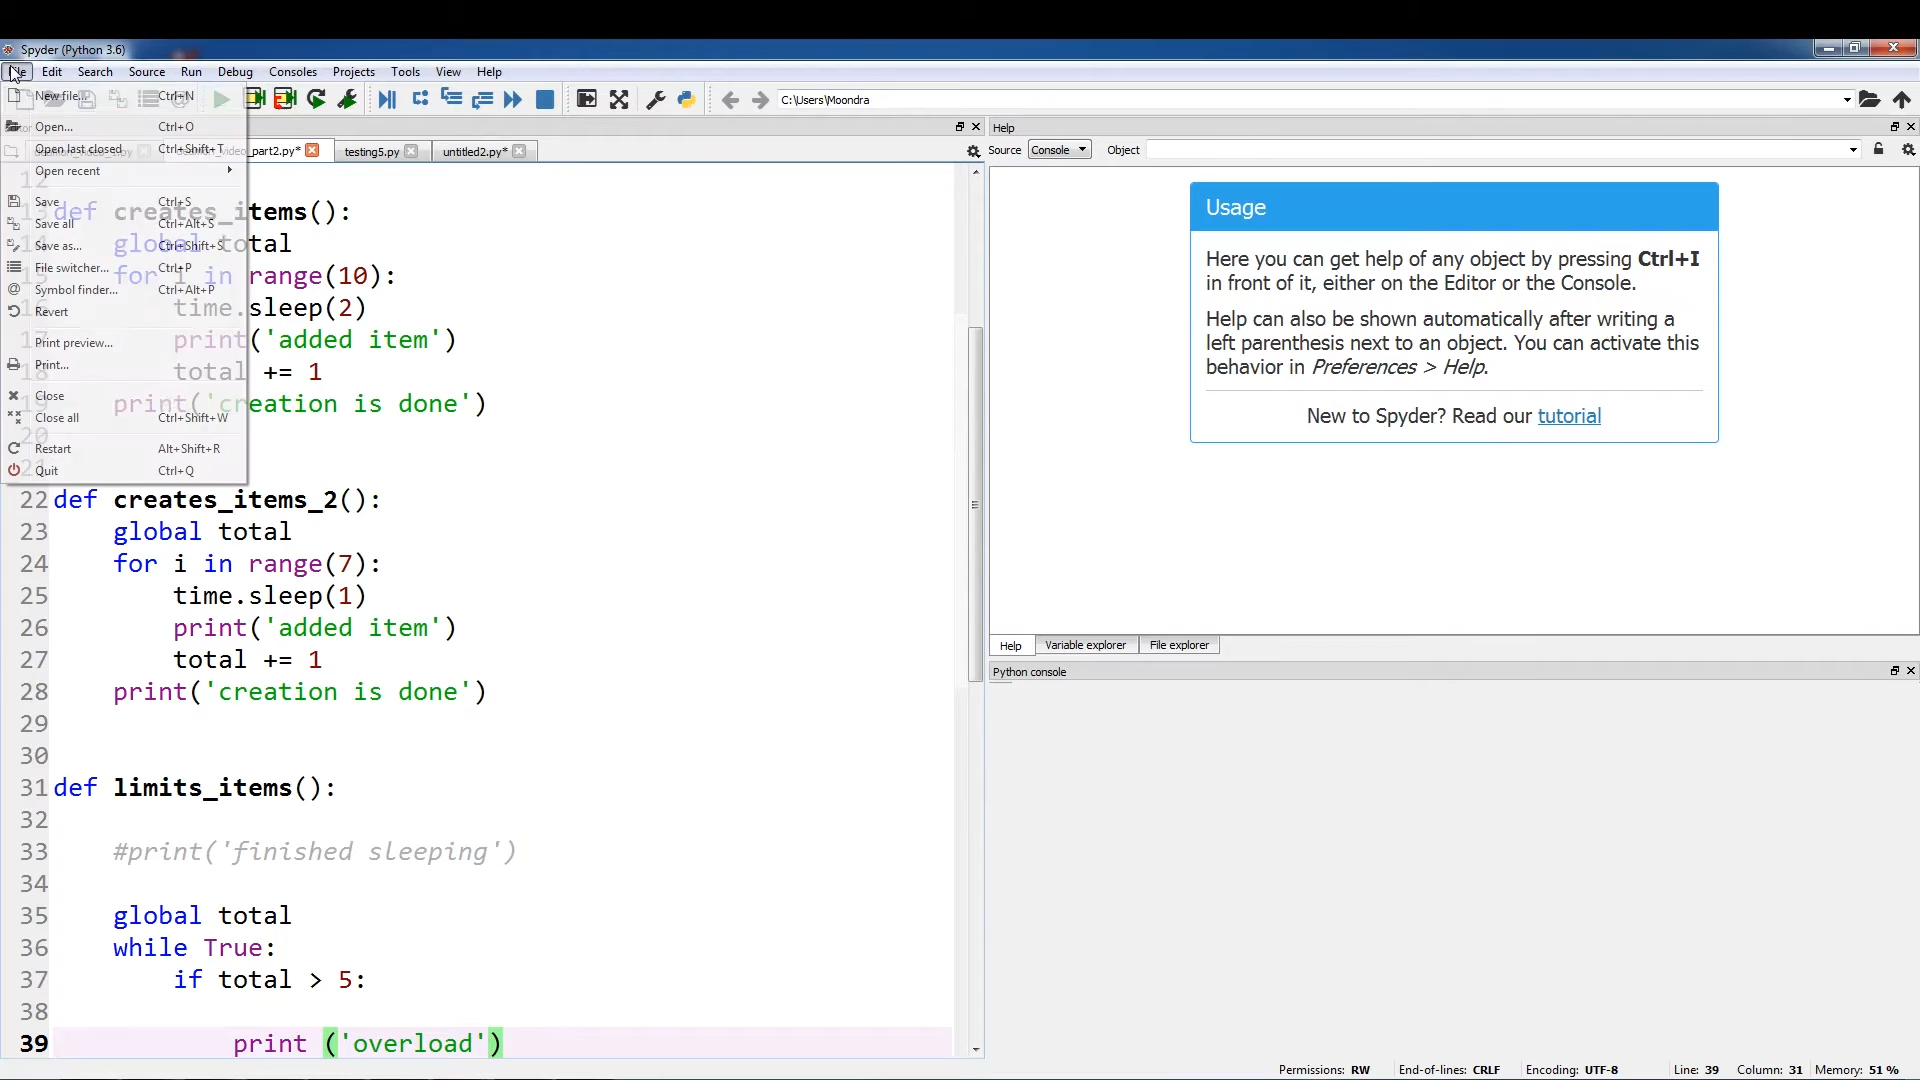 Spyder (Python 3.6)
Edit Search Source Run Debug Consoles Projects Tools View Help
New file... Ctrl+N
Open... Ctrl+O
Open last closed Ctrl+Shift+T
Open recent
Save Ctrl+S
Save all Ctrl+Alt+S
Save as... Ctrl+Shift+S
File switcher... Ctrl+P
Symbol finder... Ctrl+Alt+P
Revert
Print preview...
Print...
Close
Close all Ctrl+Shift+W
Restart Alt+Shift+R
Quit Ctrl+Q
C:\Users\Moondra
_video_part2.py* testing5.py untitled2.py*
12
13 def creates_items():
14 global total
15 for i in range(10):
16 time.sleep(2)
17 print('added item')
18 total += 1
19 print('creation is done')
20
21
22 def creates_items_2():
23 global total
24 for i in range(7):
25 time.sleep(1)
26 print('added item')
27 total += 1
28 print('creation is done')
29
30
31 def limits_items():
32
33 #print('finished sleeping')
34
35 global total
36 while True:
37 if total > 5:
38
39 print ('overload')
Help
Source Console Object
Usage
Here you can get help of any object by pressing Ctrl+I
in front of it, either on the Editor or the Console.
Help can also be shown automatically after writing a
left parenthesis next to an object. You can activate this
behavior in Preferences > Help.
New to Spyder? Read our tutorial
Help Variable explorer File explorer
Python console
Permissions: RW End-of-lines: CRLF Encoding: UTF-8 Line: 39 Column: 31 Memory: 51 %